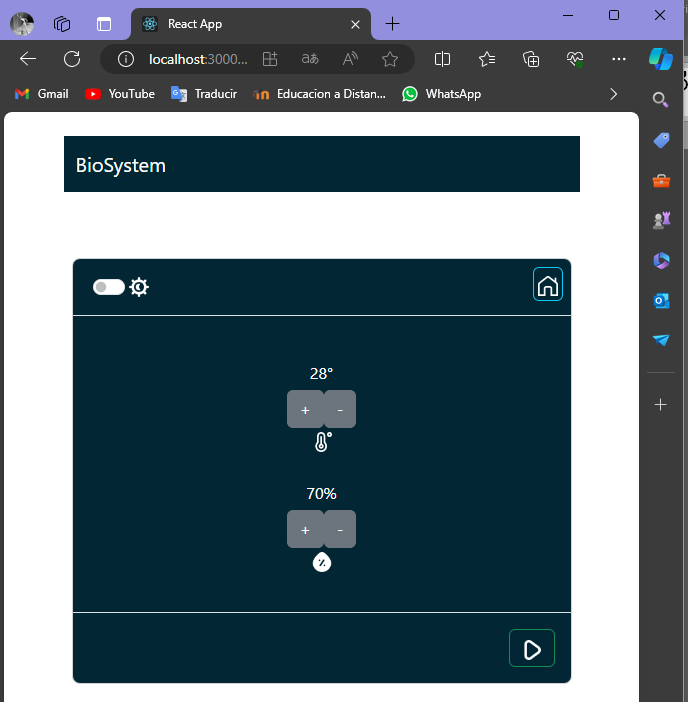 React App
localhost:3000...
Gmail
YouTube
Traducir
Educacion a Distan...
WhatsApp
BioSystem
28°
+ -
70%
+ -